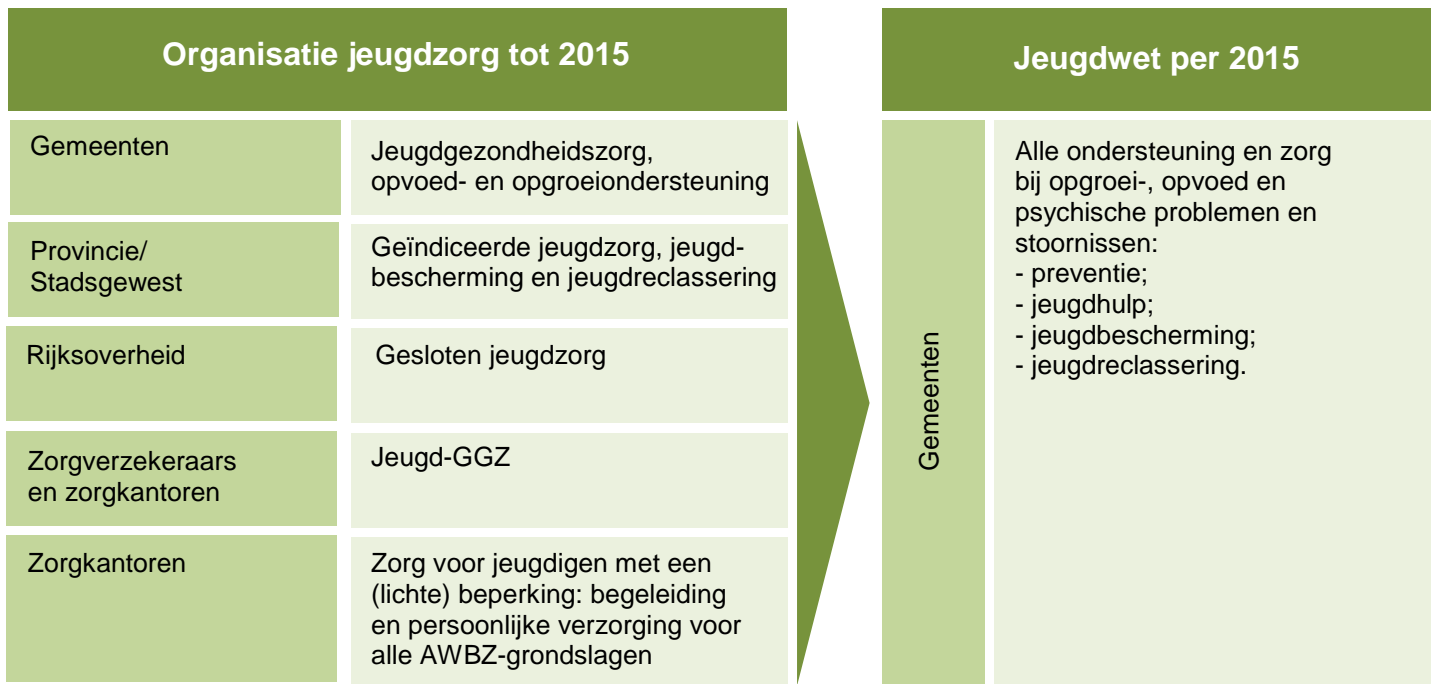 Organisatie jeugdzorg tot 2015
Gemeenten
Jeugdgezondheidszorg,
opvoed- en opgroeiondersteuning
Provincie/
Stadsgewest
Geïndiceerde jeugdzorg, jeugd-
bescherming en jeugdreclassering
Rijksoverheid
Gesloten jeugdzorg
Zorgverzekeraars
en zorgkantoren
Jeugd-GGZ
Zorgkantoren
Zorg voor jeugdigen met een
(lichte) beperking: begeleiding
en persoonlijke verzorging voor
alle AWBZ-grondslagen
Jeugdwet per 2015
Gemeenten
Alle ondersteuning en zorg
bij opgroei-, opvoed en
psychische problemen en
stoornissen:
- preventie;
- jeugdhulp;
- jeugdbescherming;
- jeugdreclassering.